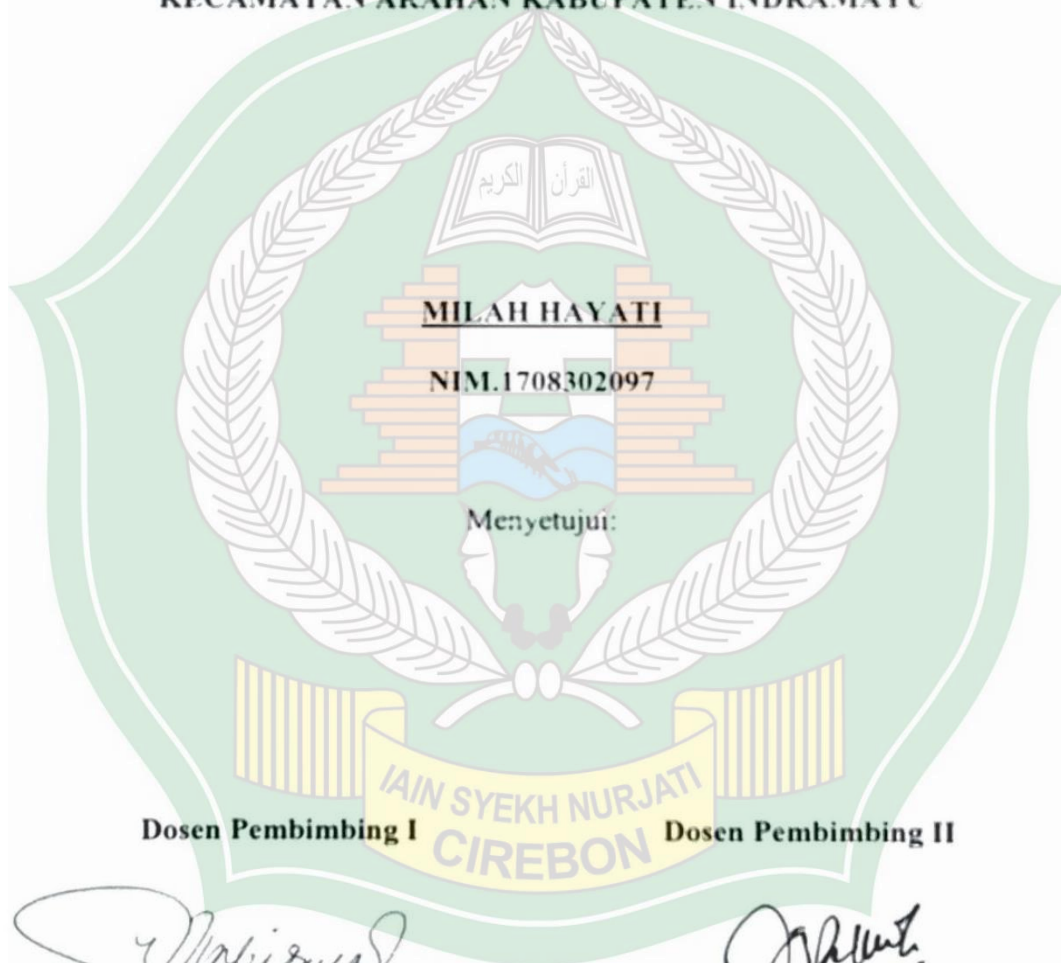 KECAMATAN ARAHAN KABUPATEN INDRAMAYU
القرآن الكريم
MILAH HAYATI
NIM.1708302097
Menyetujui:
IAIN SYEKH NURJATI
CIREBON
Dosen Pembimbing I Dosen Pembimbing II